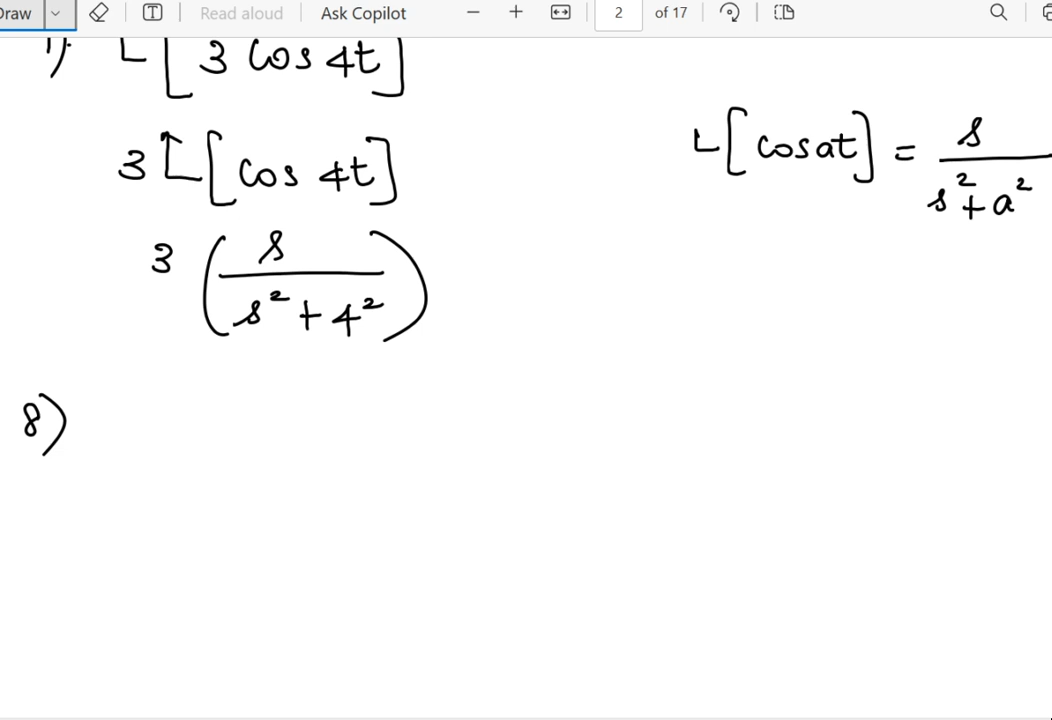 Draw Read aloud Ask Copilot 2 of 17
L[3 cos 4t]
3 L[cos 4t]
L[cos at] = s / s² + a²
3 (s / s² + 4²)
8)